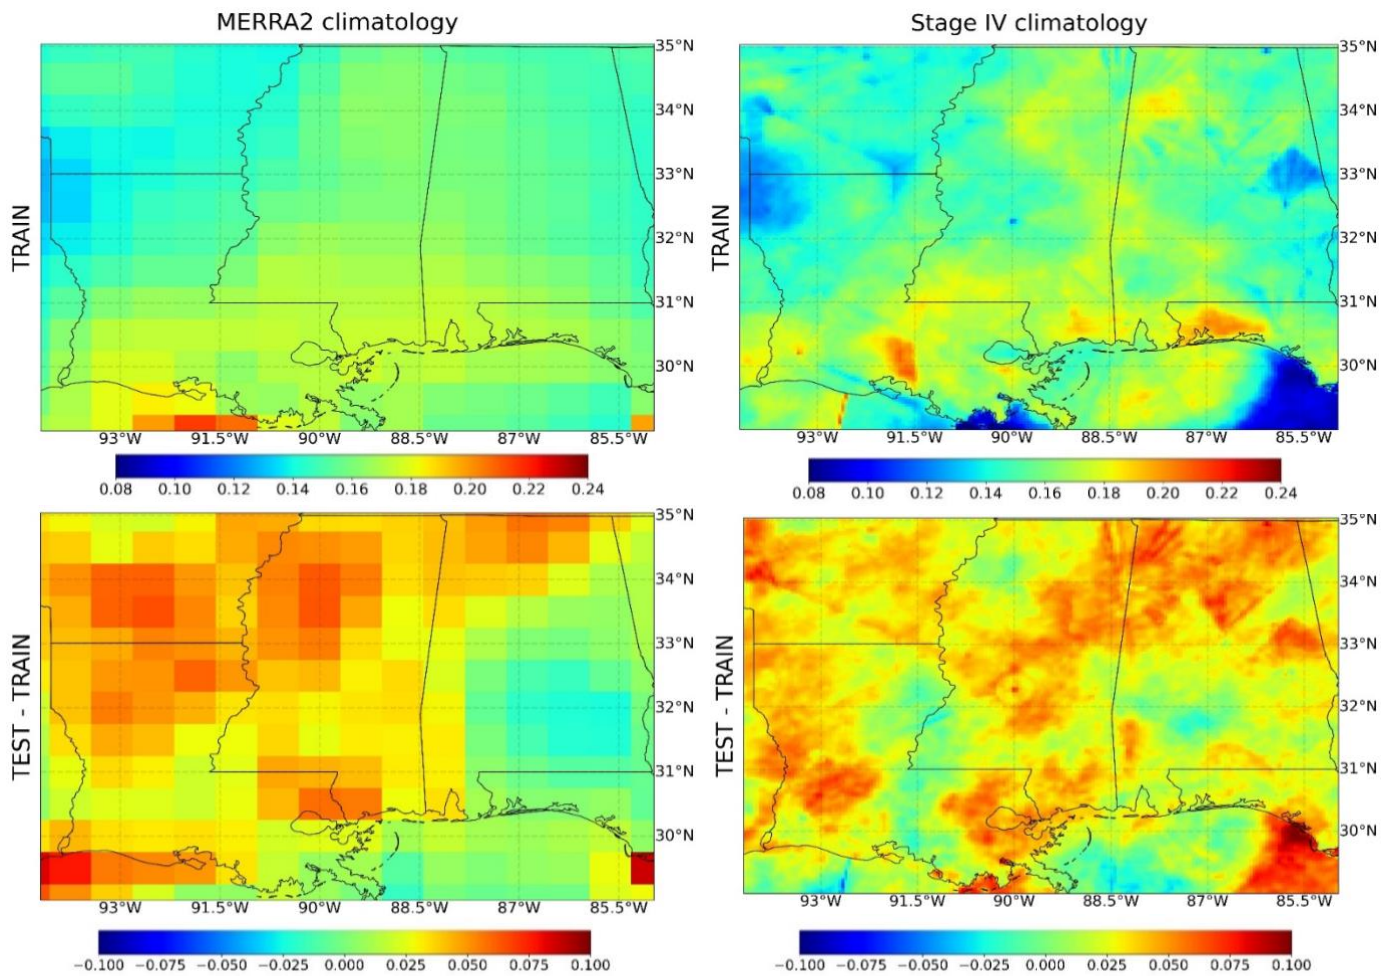 MERRA2 climatology
Stage IV climatology
TRAIN
35°N
34°N
33°N
32°N
31°N
30°N
93°W 91.5°W 90°W 88.5°W 87°W 85.5°W
0.08 0.10 0.12 0.14 0.16 0.18 0.20 0.22 0.24
TRAIN
35°N
34°N
33°N
32°N
31°N
30°N
93°W 91.5°W 90°W 88.5°W 87°W 85.5°W
0.08 0.10 0.12 0.14 0.16 0.18 0.20 0.22 0.24
TEST - TRAIN
35°N
34°N
33°N
32°N
31°N
30°N
93°W 91.5°W 90°W 88.5°W 87°W 85.5°W
−0.100 −0.075 −0.050 −0.025 0.000 0.025 0.050 0.075 0.100
TEST - TRAIN
35°N
34°N
33°N
32°N
31°N
30°N
93°W 91.5°W 90°W 88.5°W 87°W 85.5°W
−0.100 −0.075 −0.050 −0.025 0.000 0.025 0.050 0.075 0.100